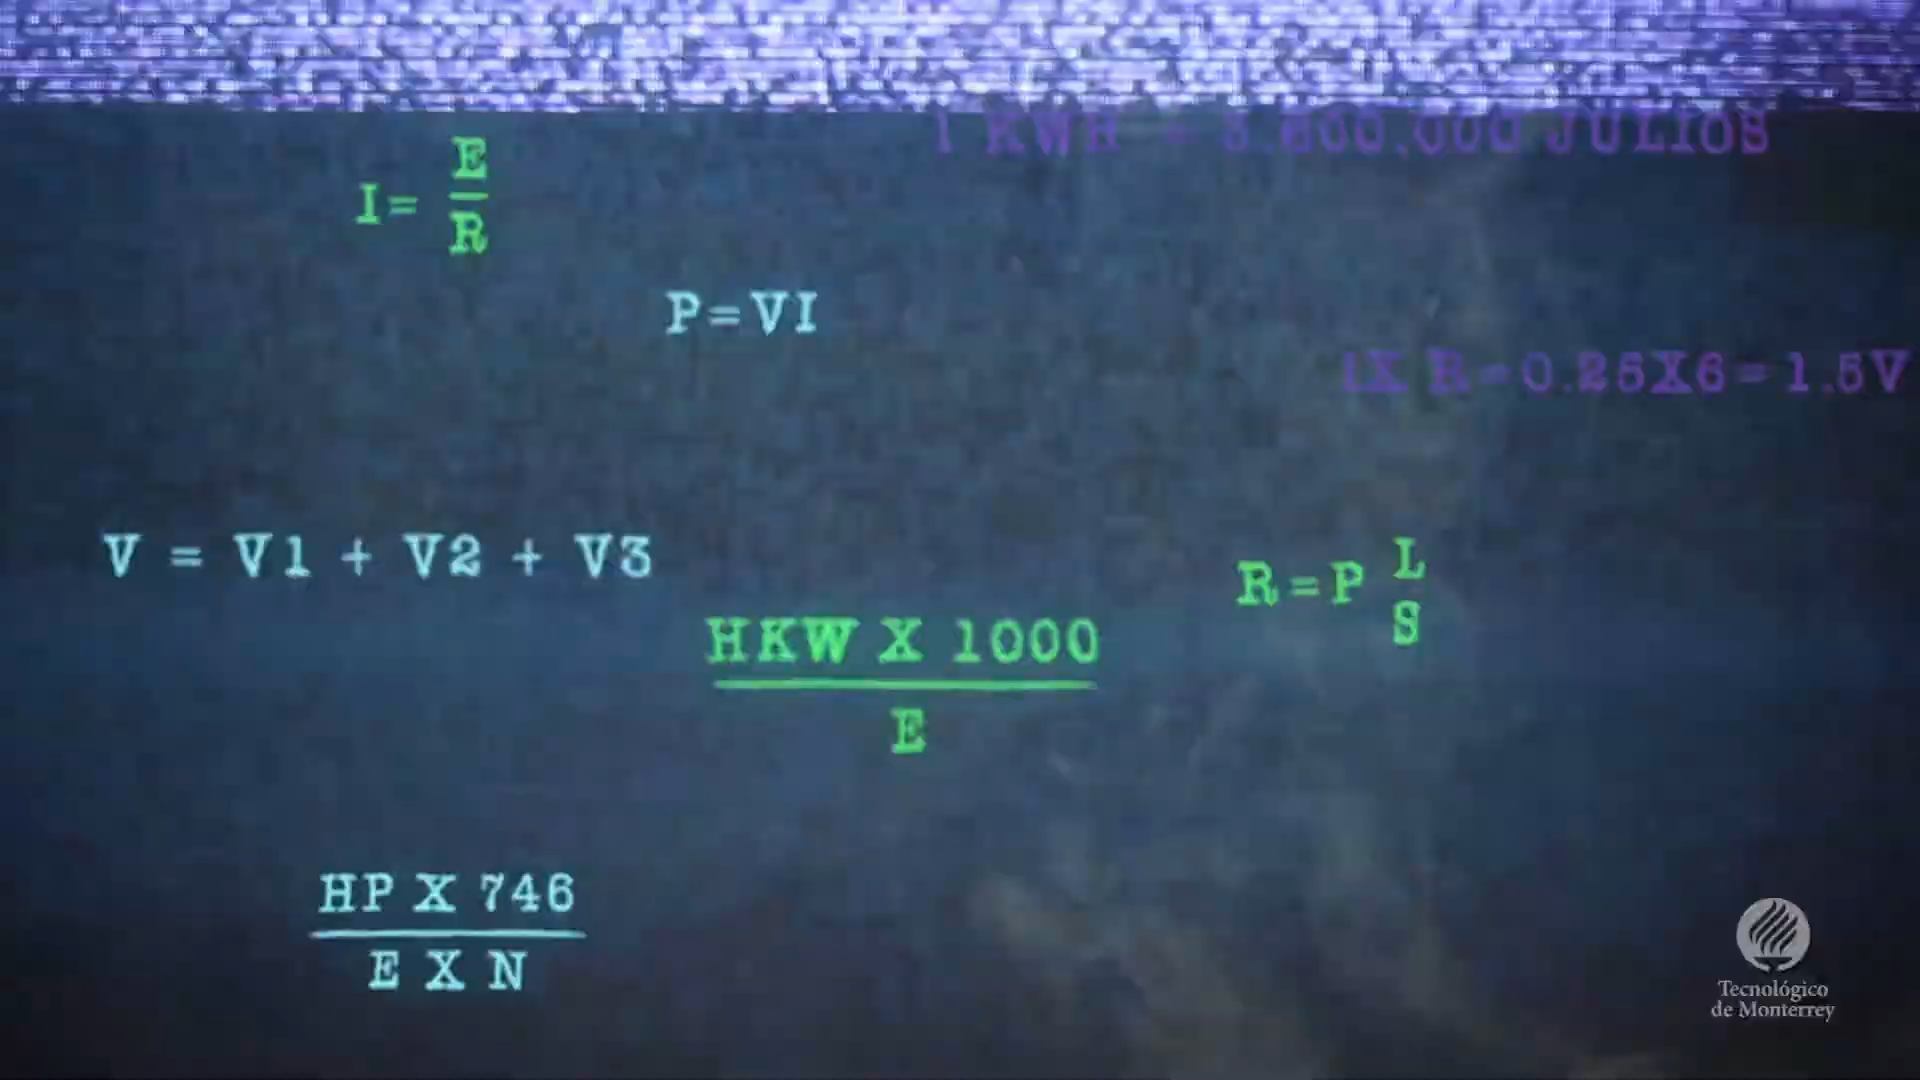 1 KWH = 3.600.000 JULIOS
I= E
R
P=VI
IX R=0.25X6=1.5V
V = V1 + V2 + V3
R=P L
S
HKW X 1000
E
HP X 746
E X N
Tecnológico
de Monterrey